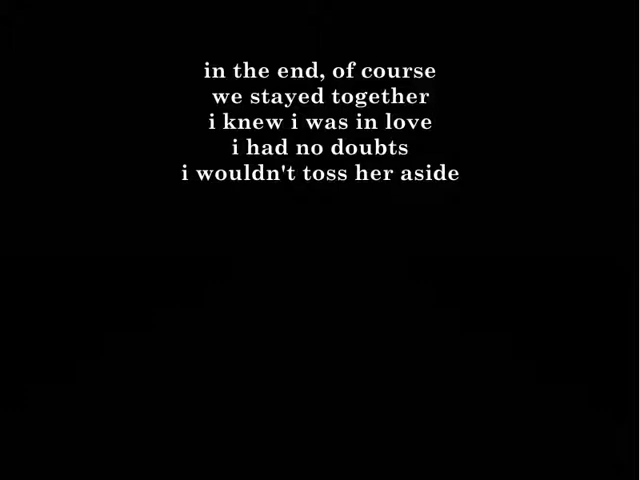 in the end, of course
we stayed together
i knew i was in love
i had no doubts
i wouldn't toss her aside